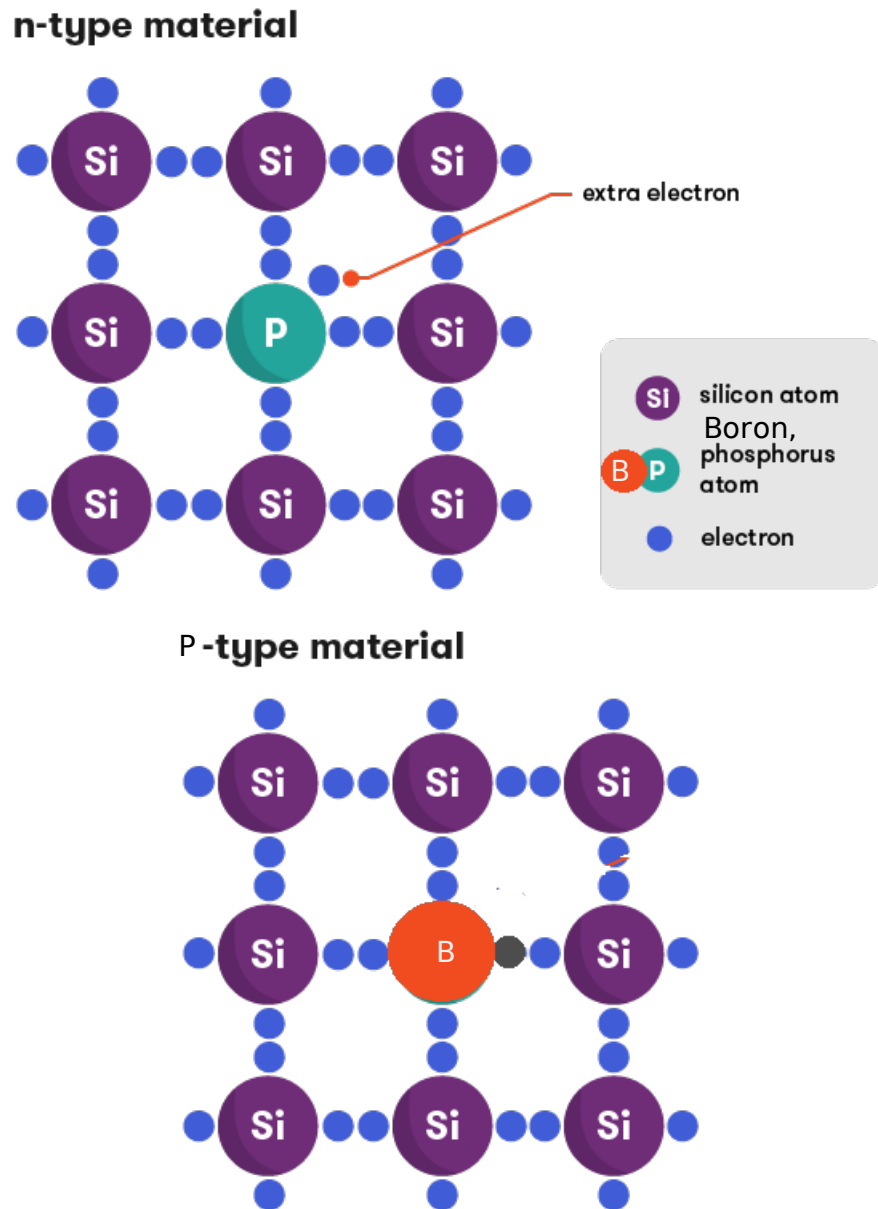 n-type material
Si Si Si
extra electron
Si P Si
Si silicon atom
Boron,
B P phosphorus
atom
Si Si Si
electron
P -type material
Si Si Si
Si B Si
Si Si Si